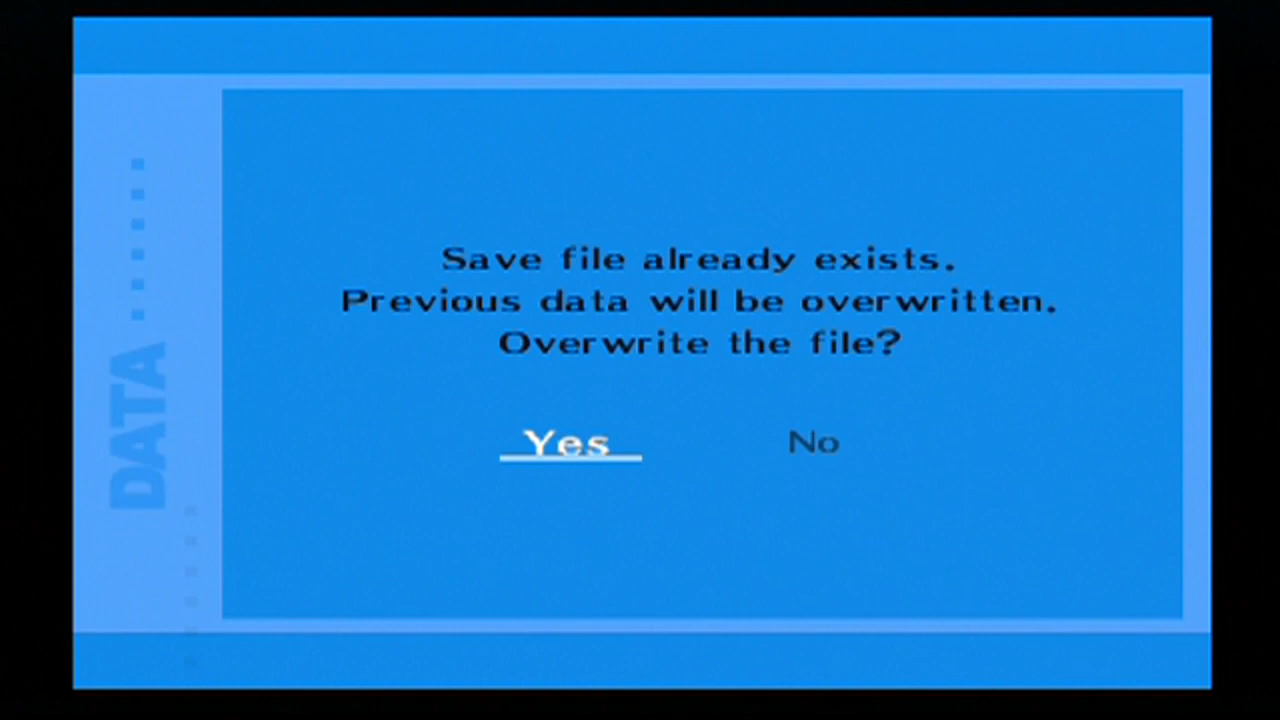 Save file already exists.
Previous data will be overwritten.
Overwrite the file?
Yes No
DATA